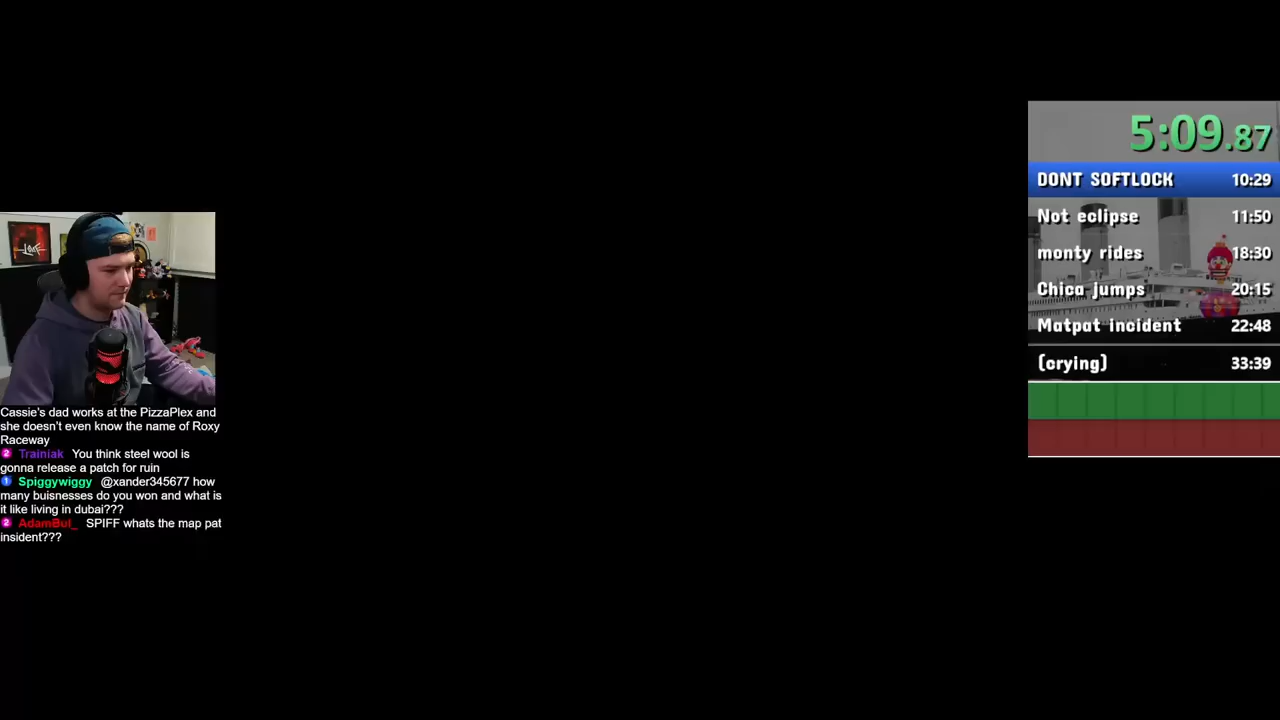 5:09.87
DONT SOFTLOCK 10:29
Not eclipse 11:50
monty rides 18:30
Chica jumps 20:15
Matpat incident 22:48
(crying) 33:39
Cassie's dad works at the PizzaPlex and
she doesn't even know the name of Roxy
Raceway
2 Trainiak You think steel wool is
gonna release a patch for ruin
1 Spiggywiggy @xander345677 how
many buisnesses do you won and what is
it like living in dubai???
2 AdamBul_ SPIFF whats the map pat
insident???